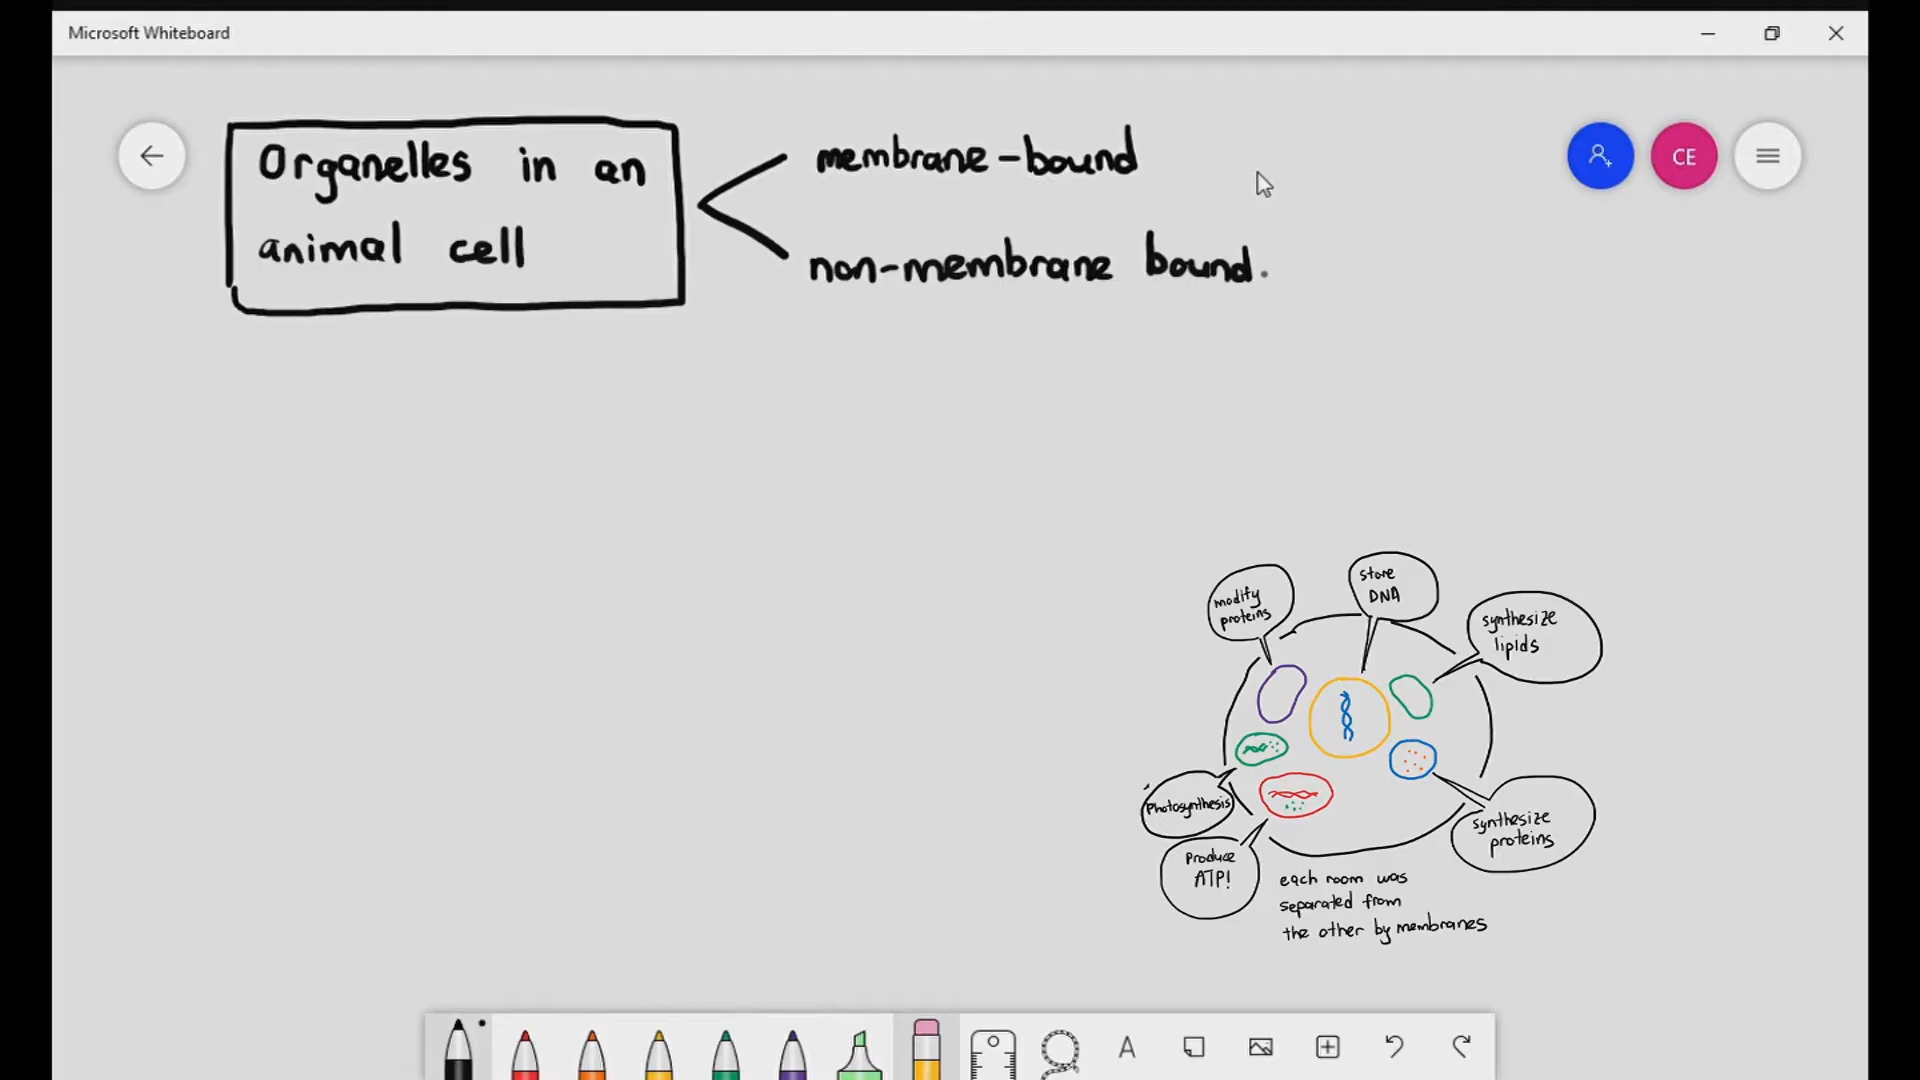 Microsoft Whiteboard
Organelles in an
animal cell
membrane-bound
non-membrane bound.
CE
modify
proteins
store
DNA
synthesize
lipids
Photosynthesis
Produce
ATP!
synthesize
proteins
each room was
separated from
the other by membranes
A